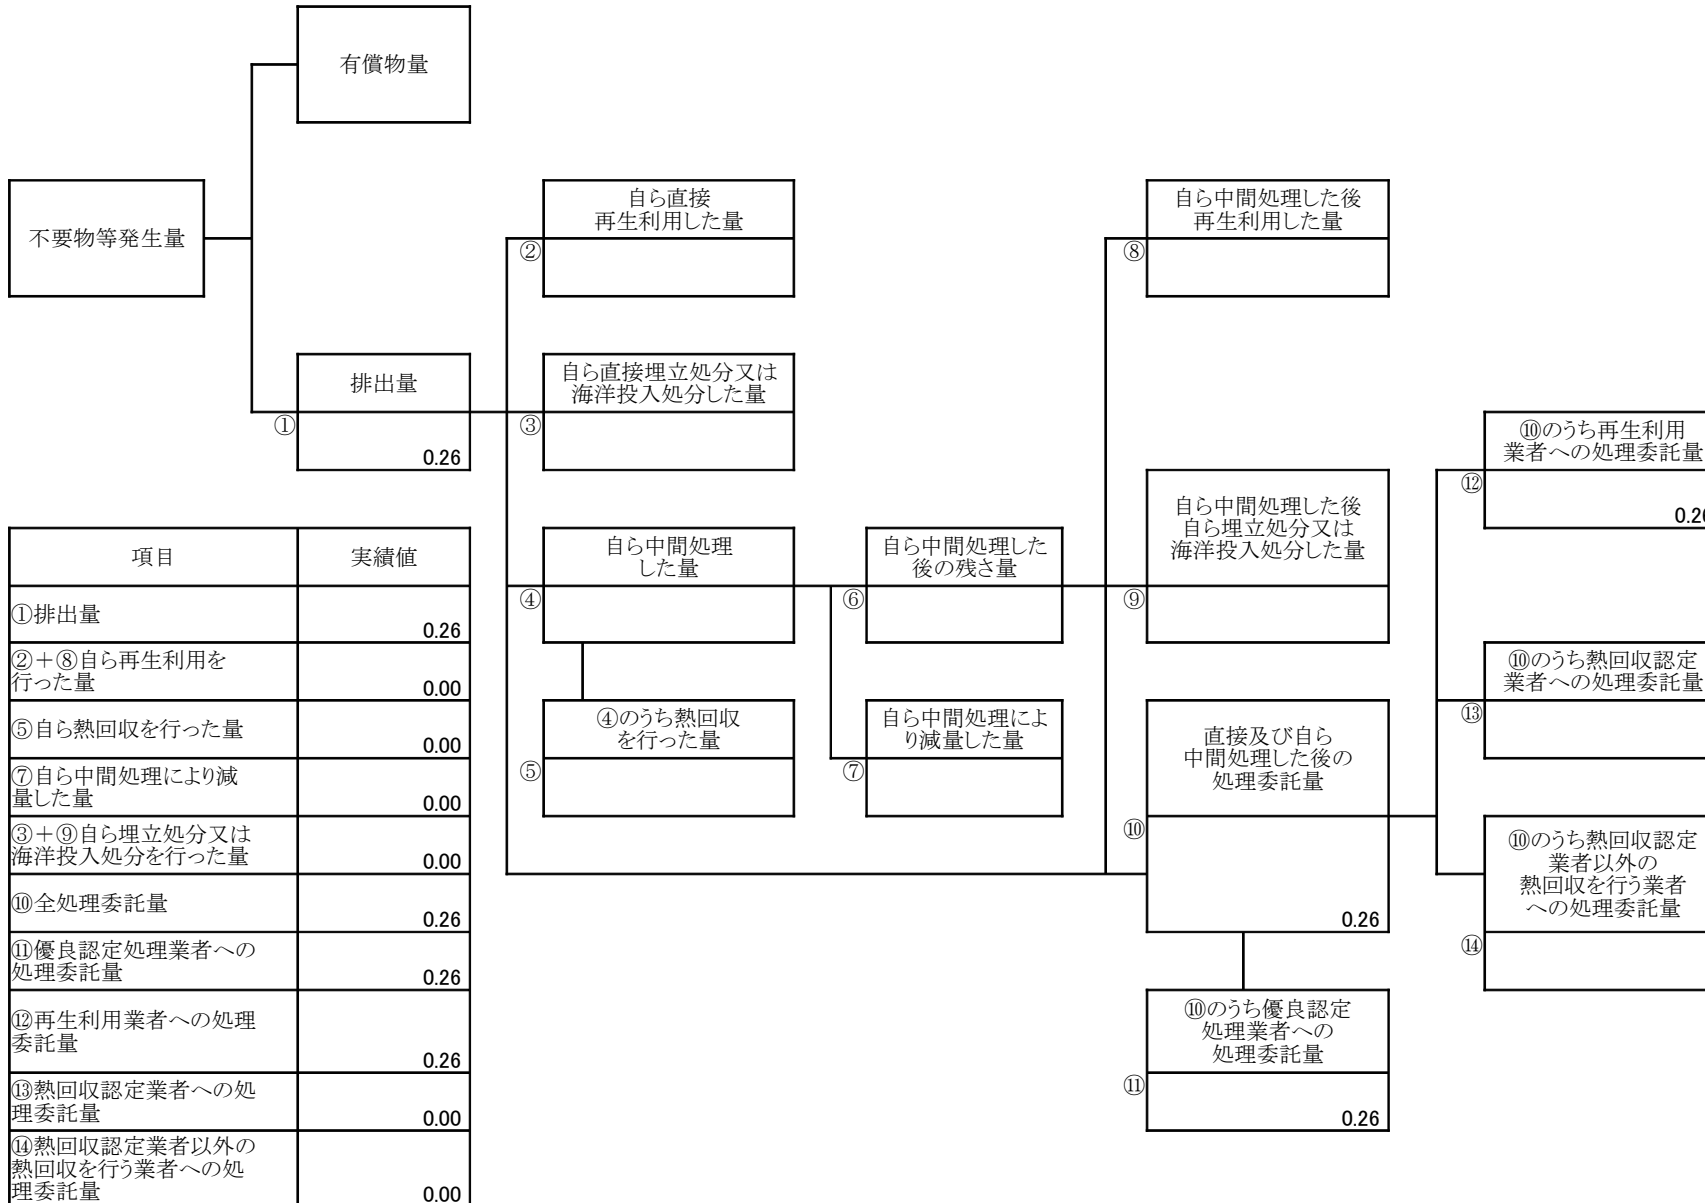 有償物量
不要物等発生量
自ら直接
再生利用した量
②
自ら中間処理した後
再生利用した量
⑧
排出量
①
0.26
自ら直接埋立処分又は
海洋投入処分した量
③
⑩のうち再生利用
業者への処理委託量
⑫
自ら中間処理した後
自ら埋立処分又は
海洋投入処分した量
⑨
自ら中間処理
した量
④
自ら中間処理した
後の残さ量
⑥
④のうち熱回収
を行った量
⑤
自ら中間処理によ
り減量した量
⑦
直接及び自ら
中間処理した後の
処理委託量
⑩
0.26
⑩のうち熱回収認定
業者への処理委託量
⑬
⑩のうち熱回収認定
業者以外の
熱回収を行う業者
への処理委託量
⑭
⑩のうち優良認定
処理業者への
処理委託量
⑪
0.26
項目 実績値
①排出量 0.26
②+⑧自ら再生利用を
行った量 0.00
⑤自ら熱回収を行った量 0.00
⑦自ら中間処理により減
量した量 0.00
③+⑨自ら埋立処分又は
海洋投入処分を行った量 0.00
⑩全処理委託量 0.26
⑪優良認定処理業者への
処理委託量 0.26
⑫再生利用業者への処理
委託量 0.26
⑬熱回収認定業者への処
理委託量 0.00
⑭熱回収認定業者以外の
熱回収を行う業者への処
理委託量 0.00